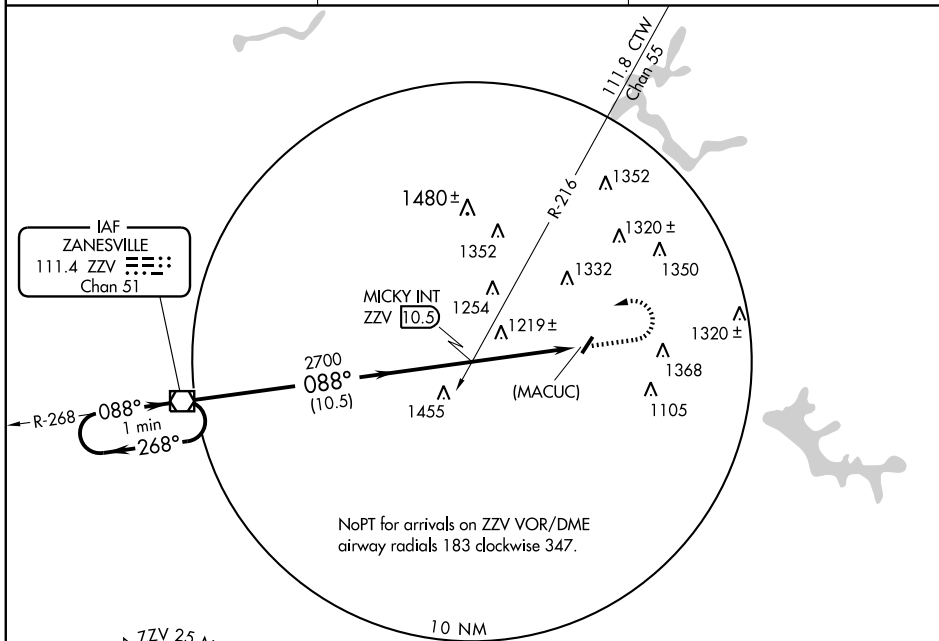 111.8 CTW
Chan 55
R-216
1352
1480±
1352
1320 ±
1350
1332
IAF
ZANESVILLE
111.4 ZZV
Chan 51
MICKY INT
ZZV 10.5
1254
1219±
1320 ±
2700
088°
(10.5)
1368
(MACUC)
1455
1105
R-268
088°
1 min
268°
NoPT for arrivals on ZZV VOR/DME
airway radials 183 clockwise 347.
10 NM
ZZV 25